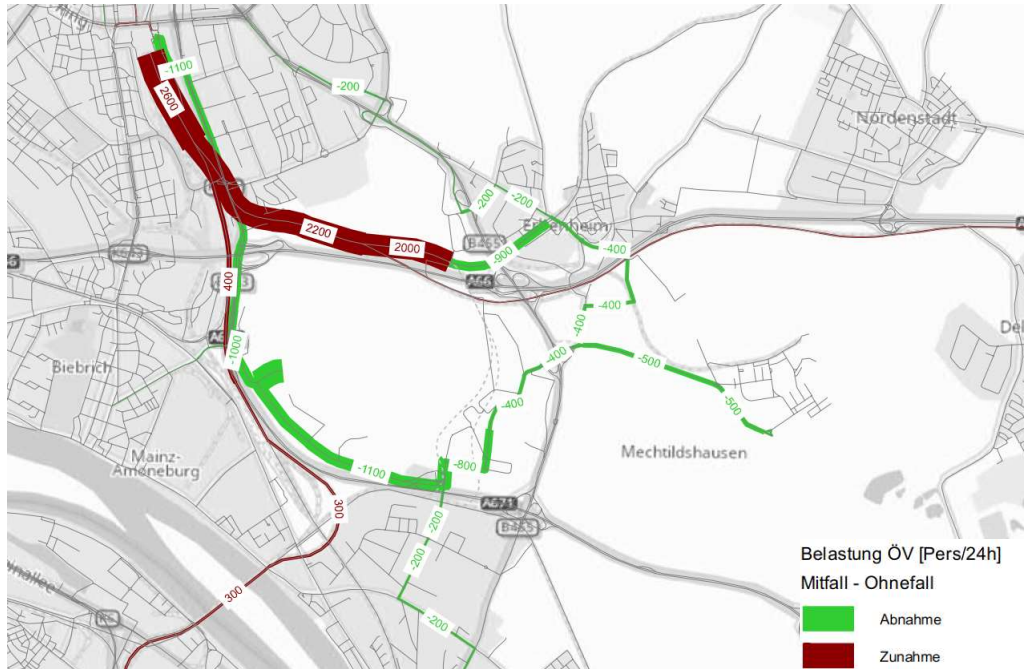 Ring
-1100
2600
-200
Nordenstadt
-200
-200
2200
2000
B455
Erbenheim
-900
-400
A66
400
-400
-400
-1000
-400
-500
-400
-500
Biebrich
Mainz-
Amöneburg
-1100
-800
Mechtildshausen
A671
B455
300
-200
-200
300
-200
Belastung ÖV [Pers/24h]
Mitfall - Ohnefall
Abnahme
Zunahme